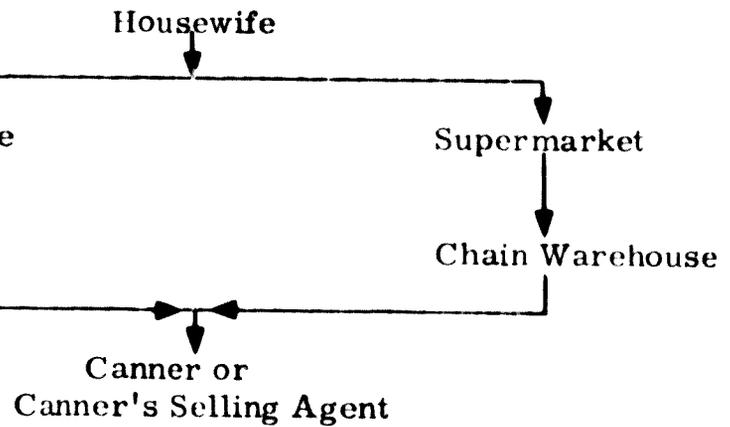 Housewife
e
Supermarket
Chain Warehouse
Canner or
Canner's Selling Agent